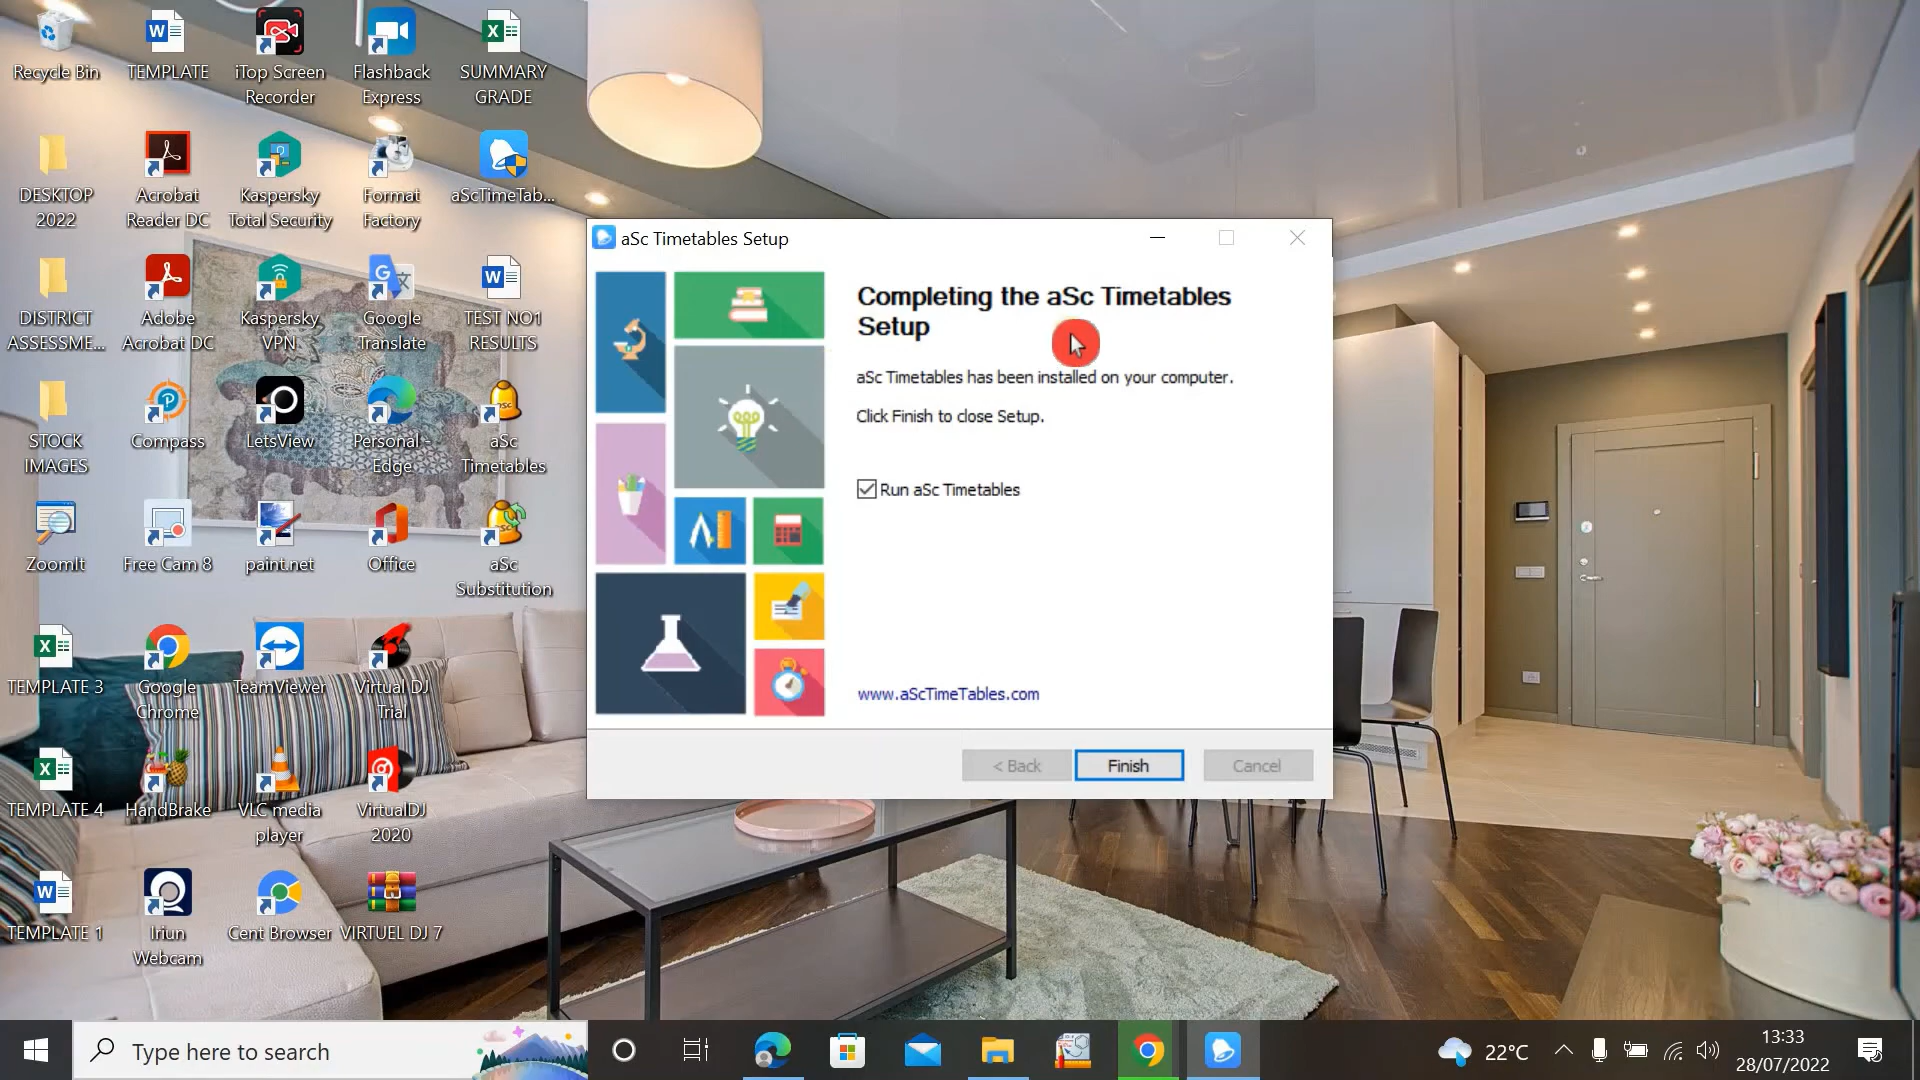 Recycle Bin
TEMPLATE
iTop Screen
Recorder
Flashback
Express
SUMMARY
GRADE
DESKTOP
2022
Acrobat
Reader DC
Kaspersky
Total Security
Format
Factory
aScTimeTab...
DISTRICT
ASSESSME...
Adobe
Acrobat DC
Kaspersky
VPN
Google
Translate
TEST NO1
RESULTS
STOCK
IMAGES
Compass
LetsView
Personal -
Edge
aSc
Timetables
ZoomIt
Free Cam 8
paint.net
Office
aSc
Substitution
TEMPLATE 3
Google
Chrome
TeamViewer
Virtual DJ
Trial
TEMPLATE 4
HandBrake
VLC media
player
VirtualDJ
2020
TEMPLATE 1
Iriun
Webcam
Cent Browser
VIRTUEL DJ 7
aSc Timetables Setup
Completing the aSc Timetables
Setup
aSc Timetables has been installed on your computer.
Click Finish to close Setup.
Run aSc Timetables
www.aScTimeTables.com
< Back
Finish
Cancel
Type here to search
22°C
13:33
28/07/2022